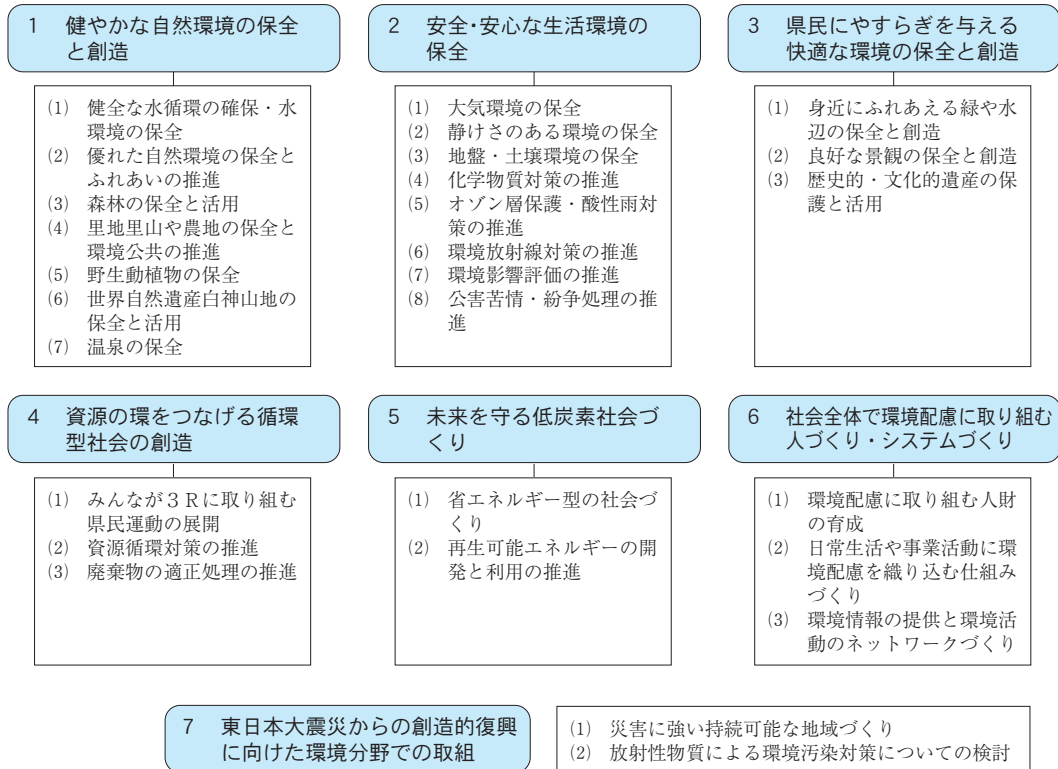 1 健やかな自然環境の保全
と創造
(1) 健全な水循環の確保・水
環境の保全
(2) 優れた自然環境の保全と
ふれあいの推進
(3) 森林の保全と活用
(4) 里地里山や農地の保全と
環境公共の推進
(5) 野生動植物の保全
(6) 世界自然遺産白神山地の
保全と活用
(7) 温泉の保全
2 安全・安心な生活環境の
保全
(1) 大気環境の保全
(2) 静けさのある環境の保全
(3) 地盤・土壌環境の保全
(4) 化学物質対策の推進
(5) オゾン層保護・酸性雨対
策の推進
(6) 環境放射線対策の推進
(7) 環境影響評価の推進
(8) 公害苦情・紛争処理の推
進
3 県民にやすらぎを与える
快適な環境の保全と創造
(1) 身近にふれあえる緑や水
辺の保全と創造
(2) 良好な景観の保全と創造
(3) 歴史的・文化的遺産の保
護と活用
4 資源の環をつなげる循環
型社会の創造
(1) みんなが3Rに取り組む
県民運動の展開
(2) 資源循環対策の推進
(3) 廃棄物の適正処理の推進
5 未来を守る低炭素社会づ
くり
(1) 省エネルギー型の社会づ
くり
(2) 再生可能エネルギーの開
発と利用の推進
6 社会全体で環境配慮に取り組む
人づくり・システムづくり
(1) 環境配慮に取り組む人財
の育成
(2) 日常生活や事業活動に環
境配慮を織り込む仕組み
づくり
(3) 環境情報の提供と環境活
動のネットワークづくり
7 東日本大震災からの創造的復興
に向けた環境分野での取組
(1) 災害に強い持続可能な地域づくり
(2) 放射性物質による環境汚染対策についての検討